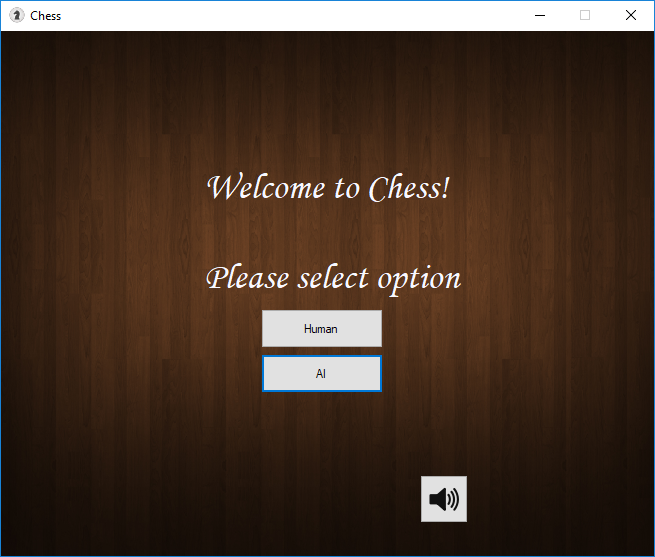 Chess
Welcome to Chess!
Please select option
Human
AI